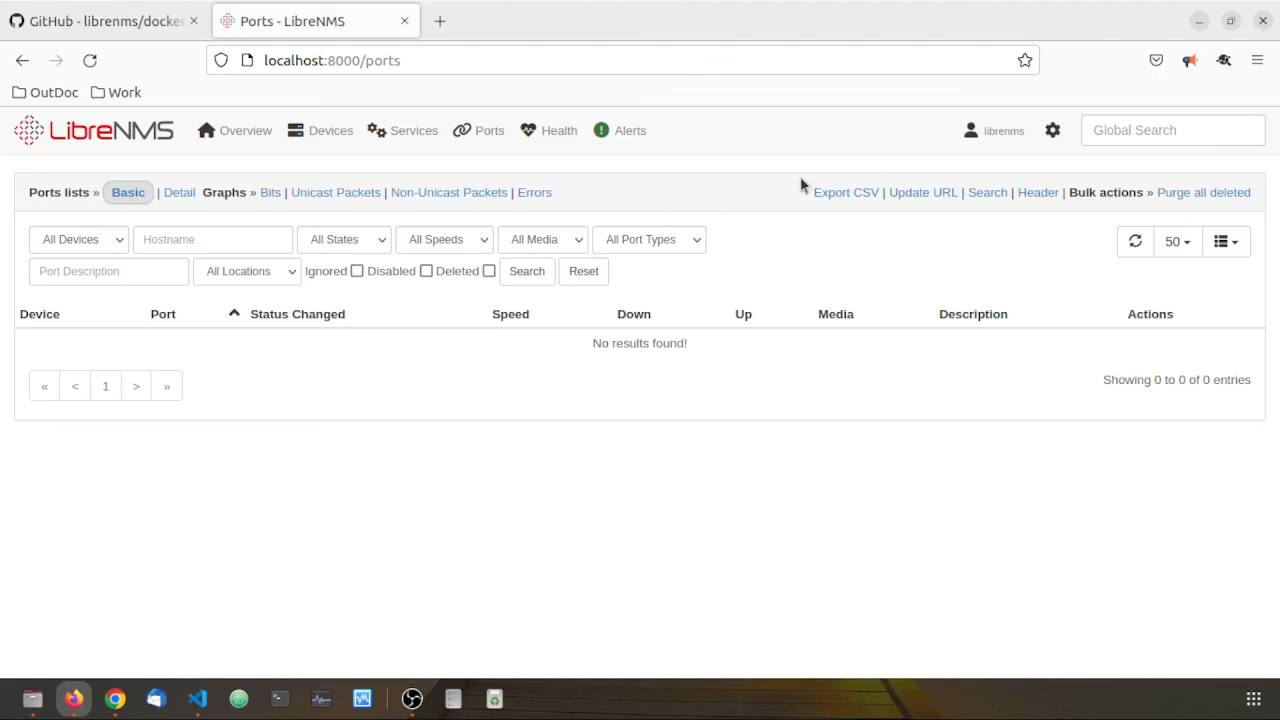 GitHub - librenms/docker
Ports - LibreNMS
localhost:8000/ports
OutDoc
Work
LibreNMS
Overview
Devices
Services
Ports
Health
Alerts
librenms
Global Search
Ports lists » Basic | Detail Graphs » Bits | Unicast Packets | Non-Unicast Packets | Errors
Export CSV | Update URL | Search | Header | Bulk actions » Purge all deleted
All Devices
Hostname
All States
All Speeds
All Media
All Port Types
50
Port Description
All Locations
Ignored
Disabled
Deleted
Search
Reset
Device Port Status Changed Speed Down Up Media Description Actions
No results found!
« < 1 > »
Showing 0 to 0 of 0 entries